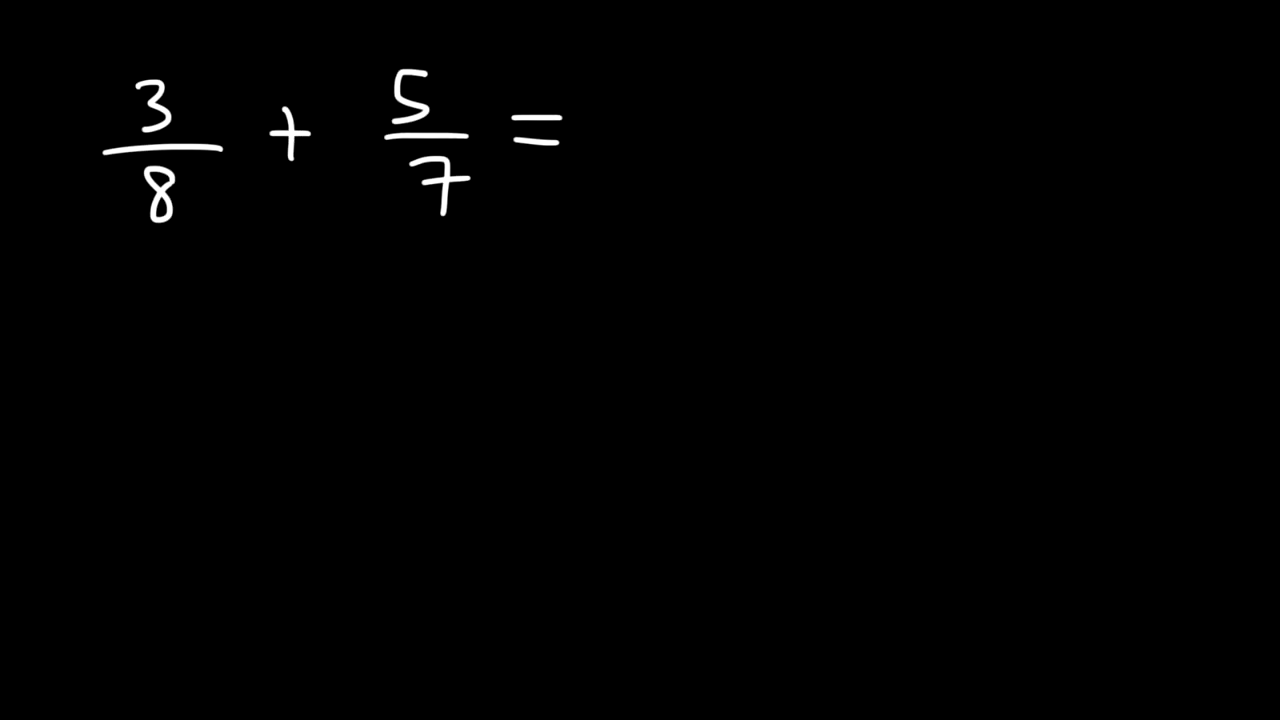 3/8 + 5/7 =